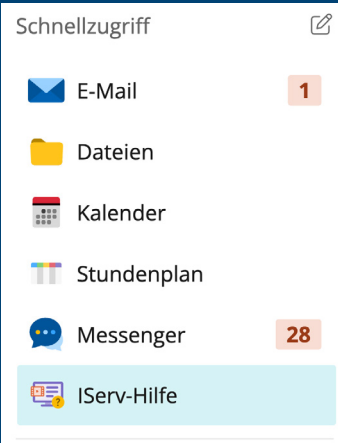 Schnellzugriff
E-Mail 1
Dateien
Kalender
Stundenplan
Messenger 28
IServ-Hilfe